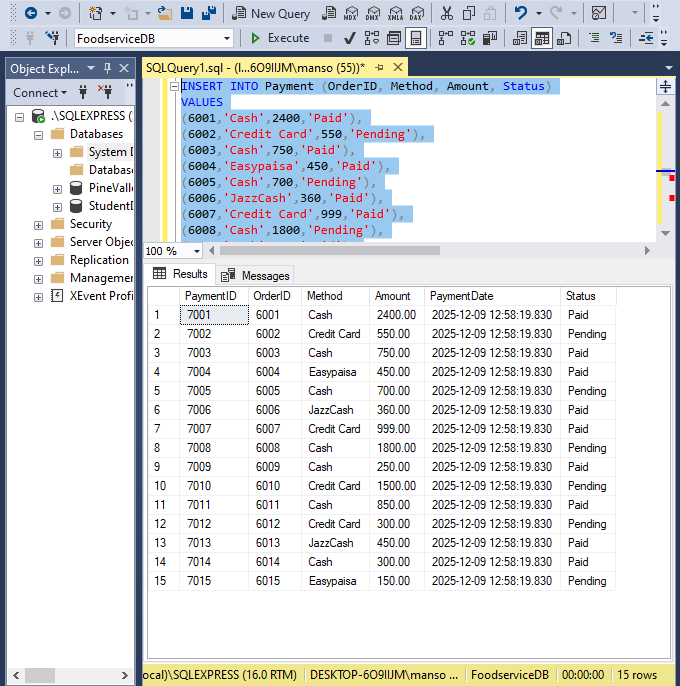 New Query MDX DMX XMLA DAX
FoodserviceDB Execute
Object Expl...
SQLQuery1.sql - (l...6O9IIJM\manso (55))*
Connect
.\SQLEXPRESS (
Databases
System D
Databas
PineValle
StudentD
Security
Server Objec
Replication
Managemen
XEvent Profi
INSERT INTO Payment (OrderID, Method, Amount, Status)
VALUES
(6001,'Cash',2400,'Paid'),
(6002,'Credit Card',550,'Pending'),
(6003,'Cash',750,'Paid'),
(6004,'Easypaisa',450,'Paid'),
(6005,'Cash',700,'Pending'),
(6006,'JazzCash',360,'Paid'),
(6007,'Credit Card',999,'Paid'),
(6008,'Cash',1800,'Pending'),
100 %
Results Messages
PaymentID OrderID Method Amount PaymentDate Status
1 7001 6001 Cash 2400.00 2025-12-09 12:58:19.830 Paid
2 7002 6002 Credit Card 550.00 2025-12-09 12:58:19.830 Pending
3 7003 6003 Cash 750.00 2025-12-09 12:58:19.830 Paid
4 7004 6004 Easypaisa 450.00 2025-12-09 12:58:19.830 Paid
5 7005 6005 Cash 700.00 2025-12-09 12:58:19.830 Pending
6 7006 6006 JazzCash 360.00 2025-12-09 12:58:19.830 Paid
7 7007 6007 Credit Card 999.00 2025-12-09 12:58:19.830 Paid
8 7008 6008 Cash 1800.00 2025-12-09 12:58:19.830 Pending
9 7009 6009 Cash 250.00 2025-12-09 12:58:19.830 Paid
10 7010 6010 Credit Card 1500.00 2025-12-09 12:58:19.830 Pending
11 7011 6011 Cash 850.00 2025-12-09 12:58:19.830 Paid
12 7012 6012 Credit Card 300.00 2025-12-09 12:58:19.830 Pending
13 7013 6013 JazzCash 450.00 2025-12-09 12:58:19.830 Paid
14 7014 6014 Cash 300.00 2025-12-09 12:58:19.830 Paid
15 7015 6015 Easypaisa 150.00 2025-12-09 12:58:19.830 Pending
ocal)\SQLEXPRESS (16.0 RTM) DESKTOP-6O9IIJM\manso ... FoodserviceDB 00:00:00 15 rows